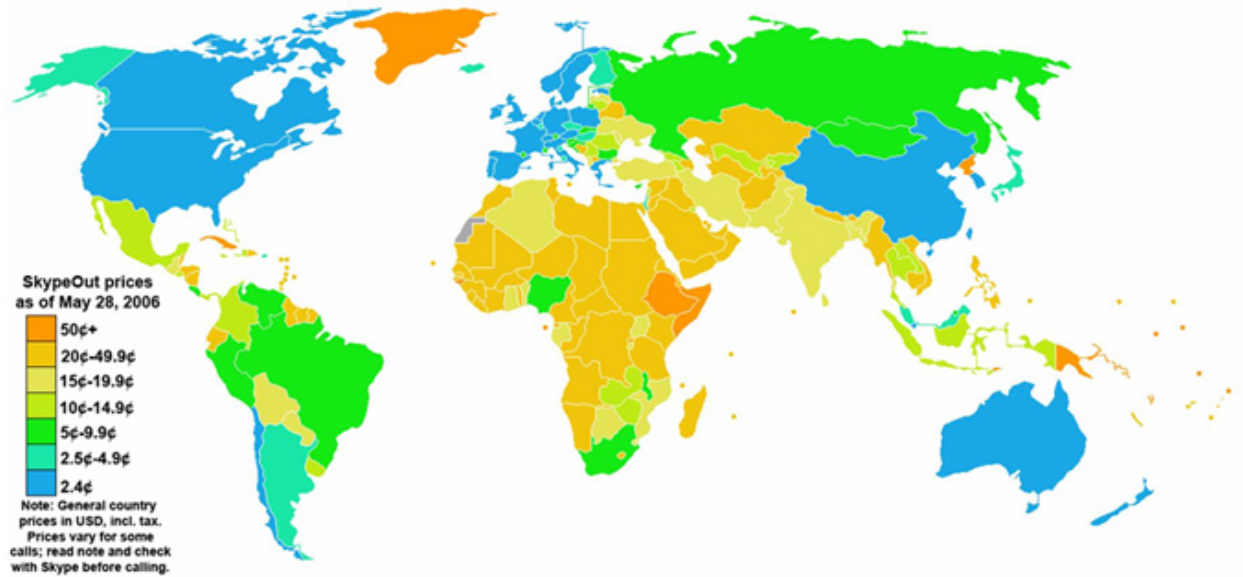 SkypeOut prices
as of May 28, 2006
50¢+
20¢-49.9¢
15¢-19.9¢
10¢-14.9¢
5¢-9.9¢
2.5¢-4.9¢
2.4¢
Note: General country
prices in USD, incl. tax.
Prices vary for some
calls; read note and check
with Skype before calling.